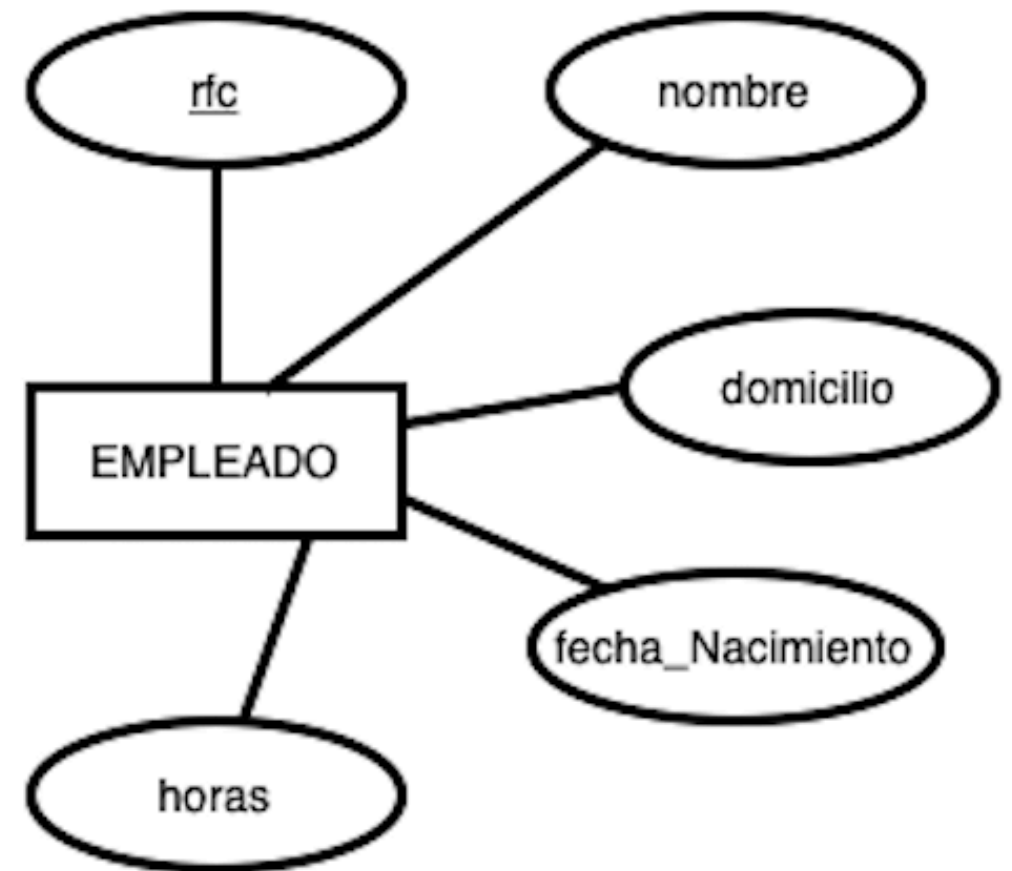 rfc
nombre
domicilio
EMPLEADO
fecha_Nacimiento
horas